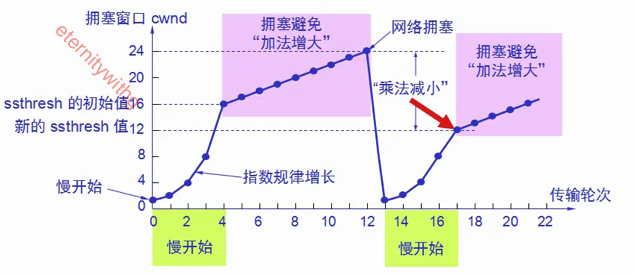 拥塞窗口 cwnd
拥塞避免
“加法增大”
网络拥塞
拥塞避免
“加法增大”
24
20
ssthresh 的初始值
16
“乘法减小”
新的 ssthresh 值
12
8
4
0
慢开始
指数规律增长
传输轮次
0 2 4 6 8 10 12 14 16 18 20 22
慢开始
慢开始